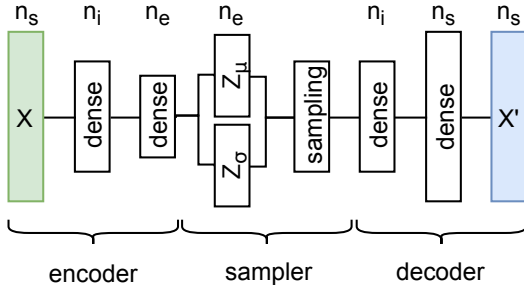 n_s n_i n_e n_e n_i n_s n_s
X dense dense Z_μ Z_σ sampling dense dense X'
encoder sampler decoder